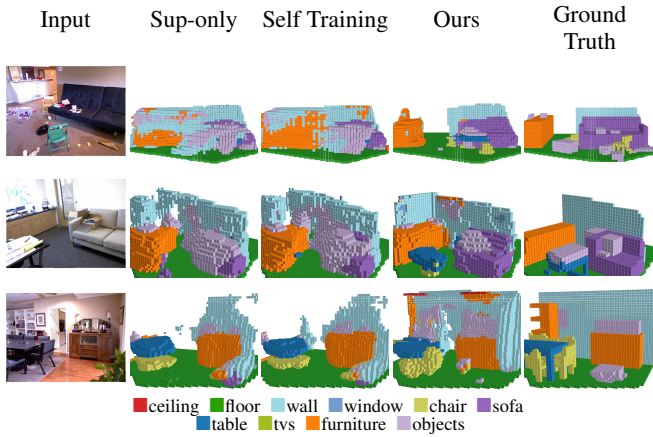 Input Sup-only Self Training Ours Ground Truth
ceiling floor wall window chair sofa
table tvs furniture objects